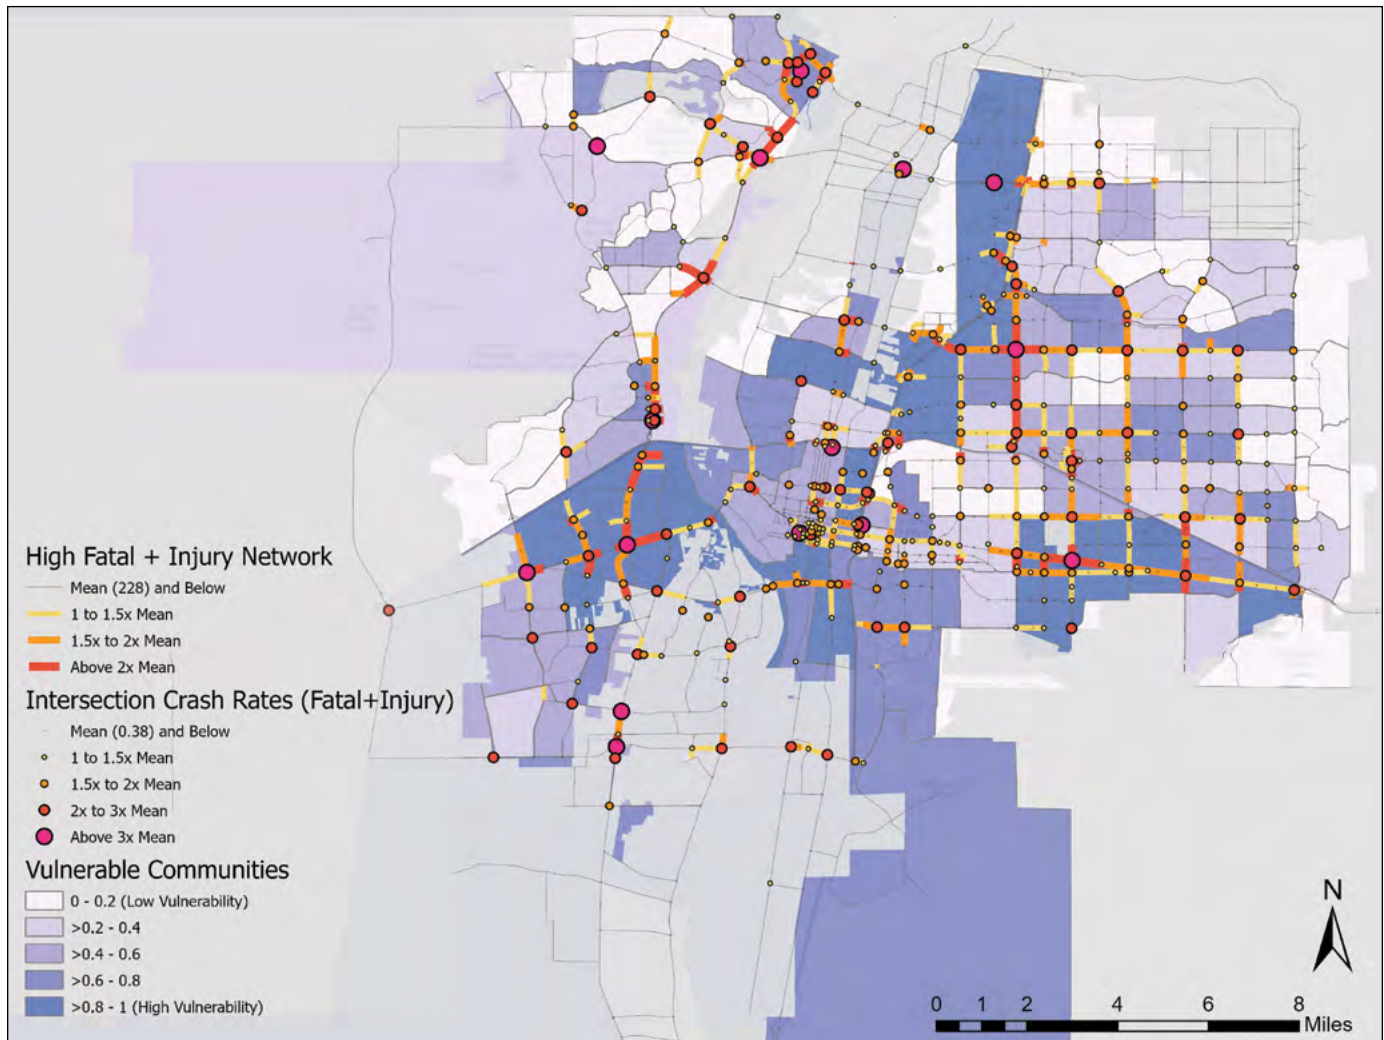 High Fatal + Injury Network
Mean (228) and Below
1 to 1.5x Mean
1.5x to 2x Mean
Above 2x Mean
Intersection Crash Rates (Fatal+Injury)
Mean (0.38) and Below
1 to 1.5x Mean
1.5x to 2x Mean
2x to 3x Mean
Above 3x Mean
Vulnerable Communities
0 - 0.2 (Low Vulnerability)
>0.2 - 0.4
>0.4 - 0.6
>0.6 - 0.8
>0.8 - 1 (High Vulnerability)
N
0 1 2 4 6 8
Miles